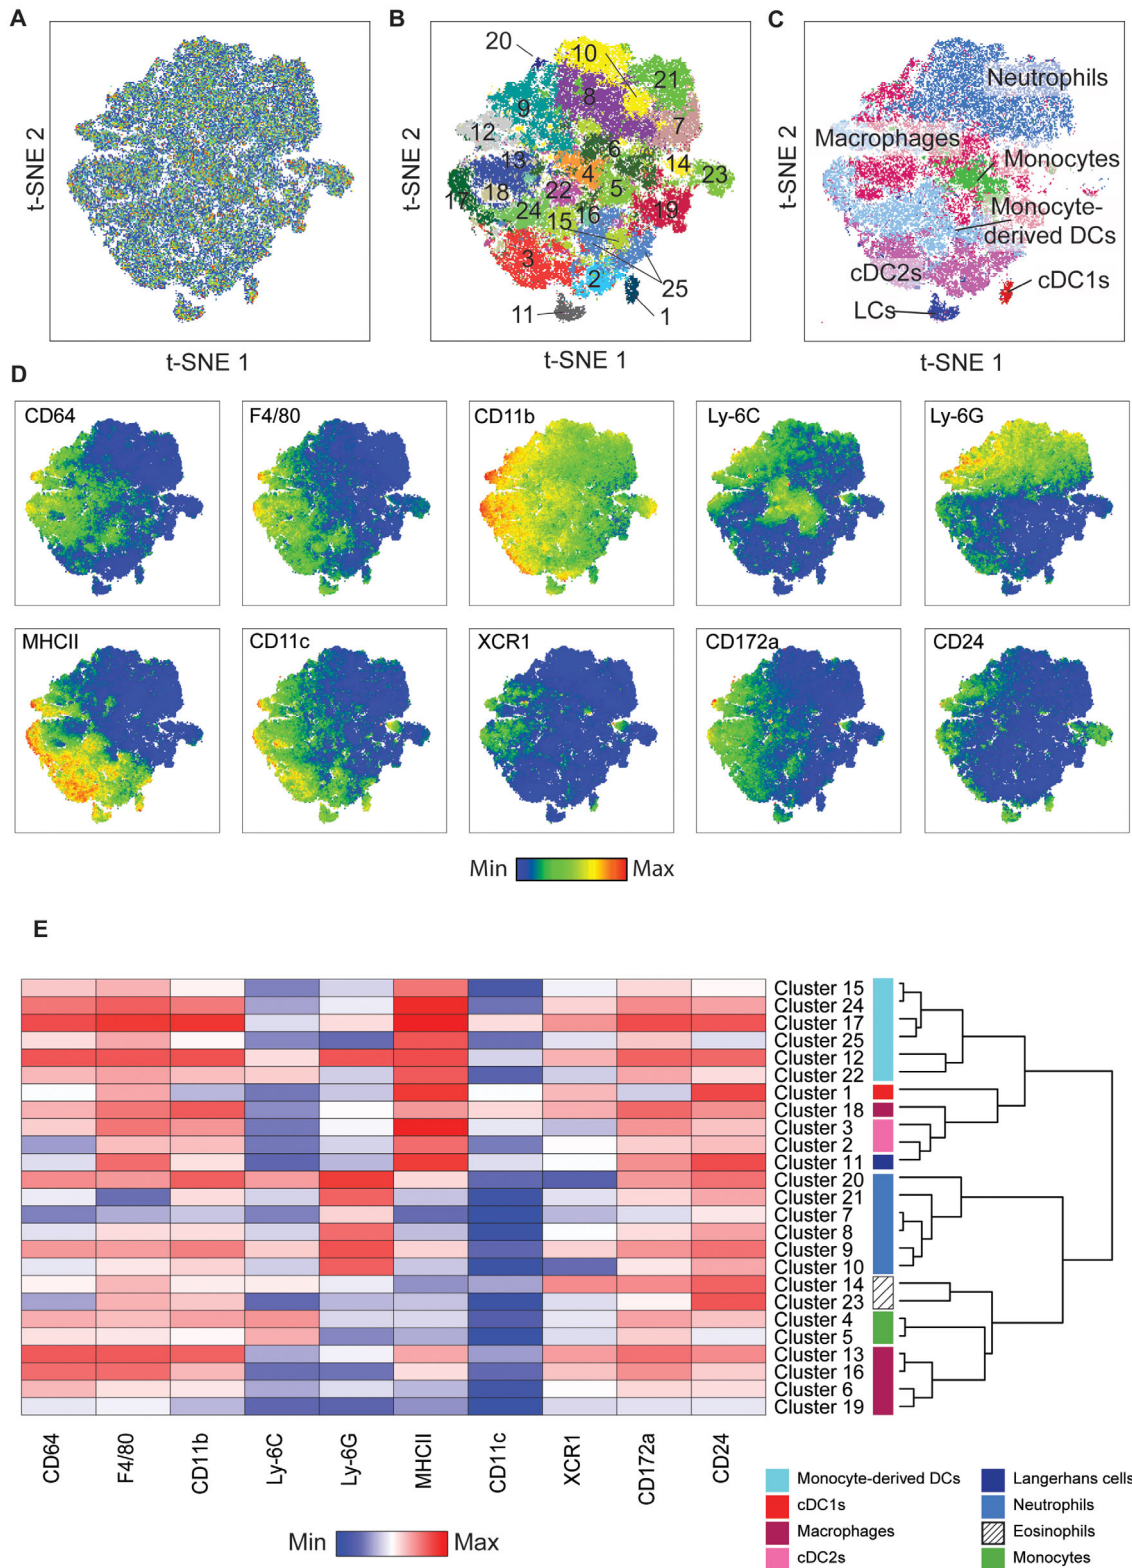 A
B
C
20
10
21
9
8
7
12
6
13
14
4
23
18
5
17
22
24
16
19
15
3
2
25
11
1
Neutrophils
Macrophages
Monocytes
Monocyte-
derived DCs
cDC2s
cDC1s
LCs
t-SNE 2
t-SNE 2
t-SNE 2
t-SNE 1
t-SNE 1
t-SNE 1
D
CD64
F4/80
CD11b
Ly-6C
Ly-6G
MHCII
CD11c
XCR1
CD172a
CD24
Min
Max
E
Cluster 15
Cluster 24
Cluster 17
Cluster 25
Cluster 12
Cluster 22
Cluster 1
Cluster 18
Cluster 3
Cluster 2
Cluster 11
Cluster 20
Cluster 21
Cluster 7
Cluster 8
Cluster 9
Cluster 10
Cluster 14
Cluster 23
Cluster 4
Cluster 5
Cluster 13
Cluster 16
Cluster 6
Cluster 19
CD64
F4/80
CD11b
Ly-6C
Ly-6G
MHCII
CD11c
XCR1
CD172a
CD24
Min
Max
Monocyte-derived DCs
cDC1s
Macrophages
cDC2s
Langerhans cells
Neutrophils
Eosinophils
Monocytes